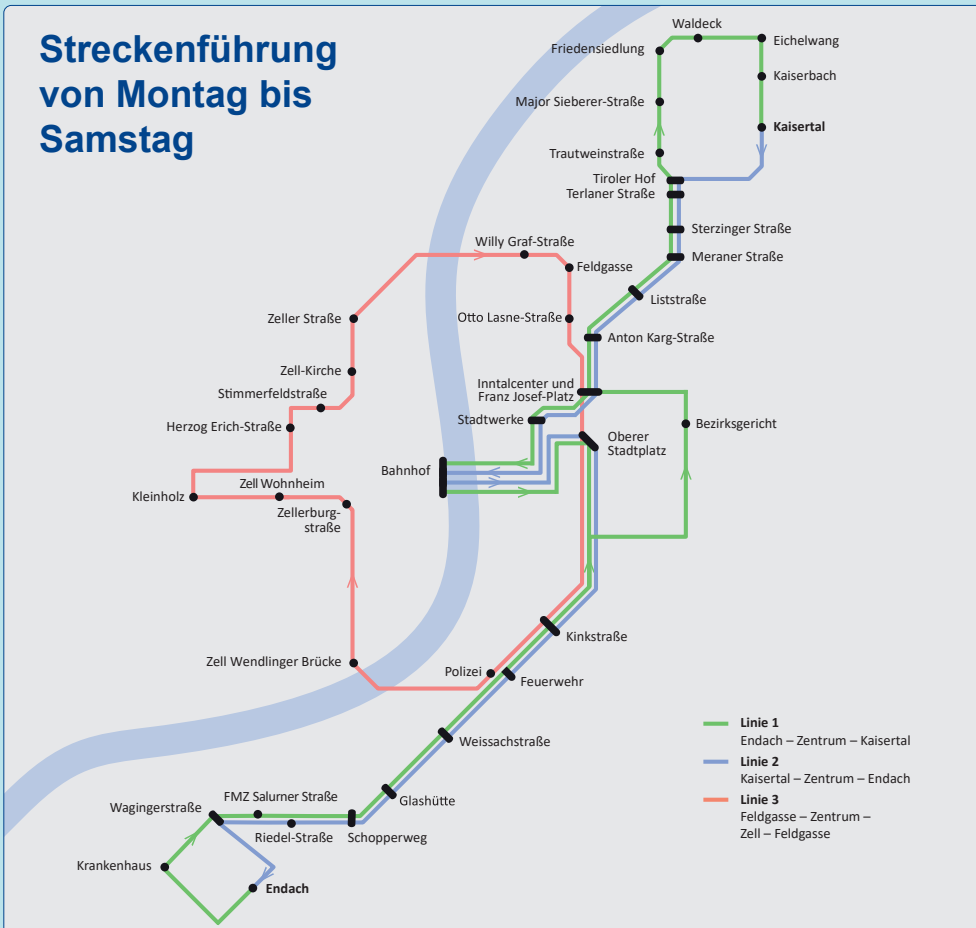 Streckenführung
von Montag bis
Samstag
Waldeck
Friedensiedlung
Eichelwang
Kaiserbach
Major Sieberer-Straße
Kaisertal
Trautweinstraße
Tiroler Hof
Terlaner Straße
Sterzinger Straße
Meraner Straße
Willy Graf-Straße
Feldgasse
Liststraße
Zeller Straße
Otto Lasne-Straße
Anton Karg-Straße
Zell-Kirche
Stimmerfeldstraße
Inntalcenter und
Franz Josef-Platz
Herzog Erich-Straße
Stadtwerke
Bezirksgericht
Oberer
Stadtplatz
Bahnhof
Kleinholz
Zell Wohnheim
Zellerburg-
straße
Kinkstraße
Zell Wendlinger Brücke
Polizei
Feuerwehr
Weissachstraße
Glashütte
FMZ Salurner Straße
Wagingerstraße
Riedel-Straße
Schopperweg
Krankenhaus
Endach
Linie 1
Endach – Zentrum – Kaisertal
Linie 2
Kaisertal – Zentrum – Endach
Linie 3
Feldgasse – Zentrum –
Zell – Feldgasse